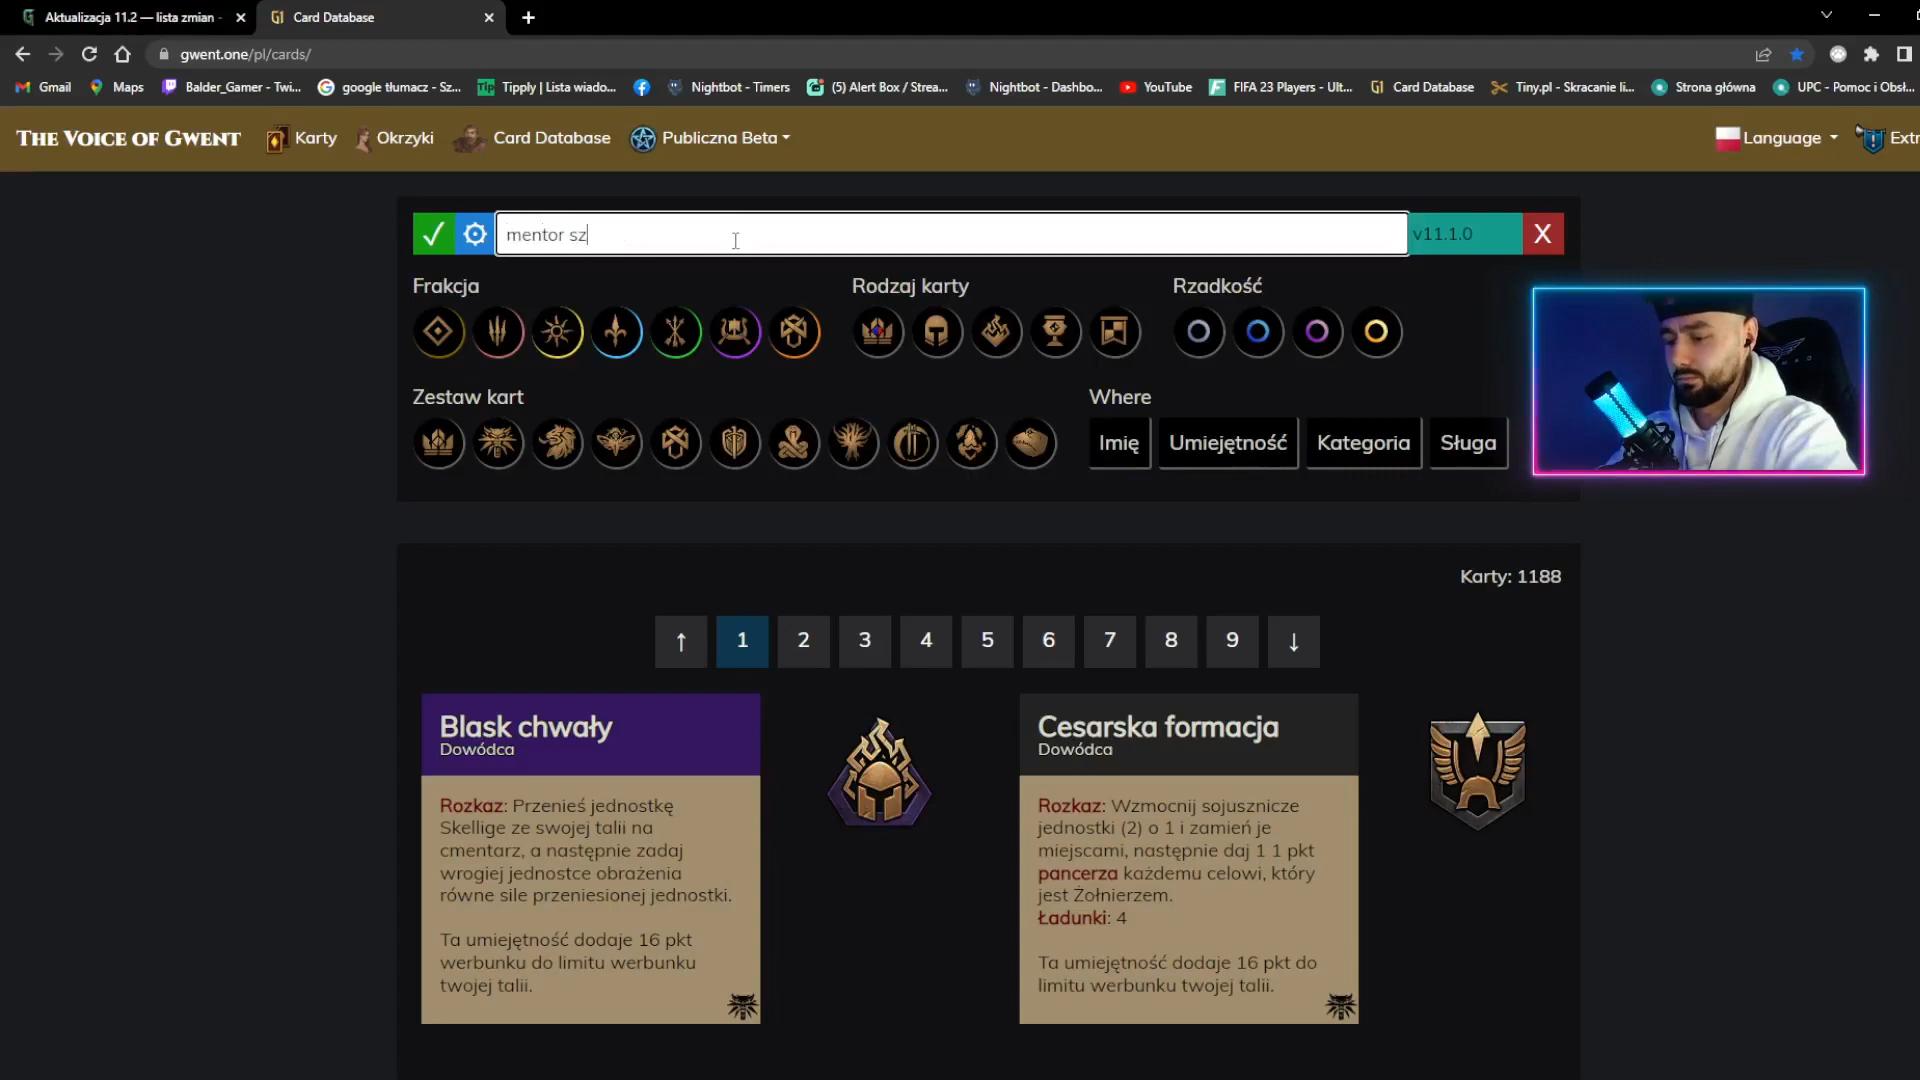 Aktualizacja 11.2 — lista zmian -
Card Database
gwent.one/pl/cards/
Gmail
Maps
Balder_Gamer - Twi...
google tłumacz - Sz...
Tipply | Lista wiado...
Nightbot - Timers
(5) Alert Box / Strea...
Nightbot - Dashbo...
YouTube
FIFA 23 Players - Ult...
Card Database
Tiny.pl - Skracanie li...
Strona główna
UPC - Pomoc i Obsł...
THE VOICE OF GWENT
Karty
Okrzyki
Card Database
Publiczna Beta
Language
Extr
mentor sz
v11.1.0
X
Frakcja
Rodzaj karty
Rzadkość
Zestaw kart
Where
Imię
Umiejętność
Kategoria
Sługa
Karty: 1188
↑ 1 2 3 4 5 6 7 8 9 ↓
Blask chwały
Dowódca
Rozkaz: Przenieś jednostkę
Skellige ze swojej talii na
cmentarz, a następnie zadaj
wrogiej jednostce obrażenia
równe sile przeniesionej jednostki.
Ta umiejętność dodaje 16 pkt
werbunku do limitu werbunku
twojej talii.
Cesarska formacja
Dowódca
Rozkaz: Wzmocnij sojusznicze
jednostki (2) o 1 i zamień je
miejscami, następnie daj 1 1 pkt
pancerza każdemu celowi, który
jest Żołnierzem.
Ładunki: 4
Ta umiejętność dodaje 16 pkt do
limitu werbunku twojej talii.